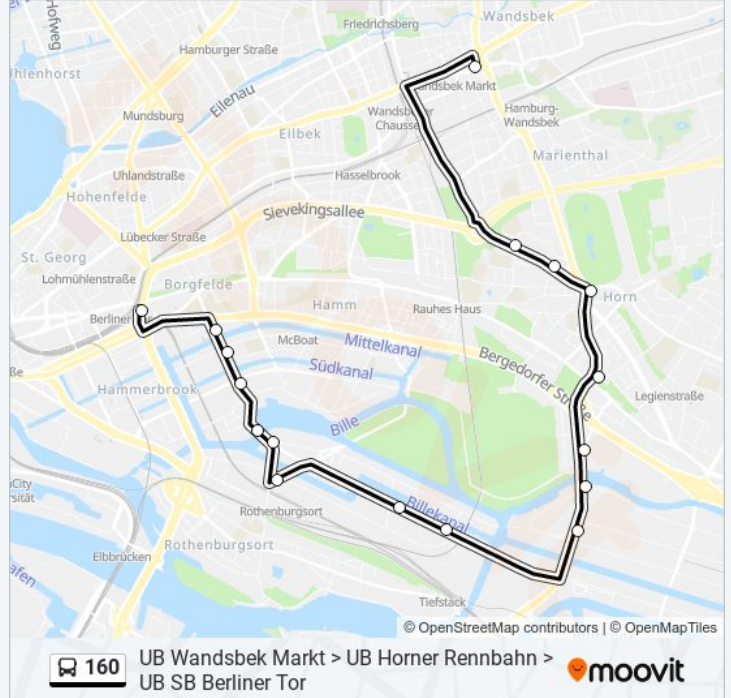 Hofweg
Friedrichsberg
Wandsbek
Hamburger Straße
Uhlenhorst
Eilenau
Wandsbek Markt
Mundsburg
Wandsbeker
Chaussee
Hamburg-
Wandsbek
Eilbek
Marienthal
Uhlandstraße
Hasselbrook
Hohenfelde
Sievekingsallee
Lübecker Straße
St. Georg
Lohmühlenstraße
Borgfelde
Horn
Hamm
Rauhes Haus
Berliner
McBoat
Mittelkanal
Südkanal
Bergedorfer Straße
ße
Hammerbrook
Legienstraße
Bille
City
sität
Billekanal
Rothenburgsort
Rothenburgsort
Elbbrücken
afen
Tiefstack
© OpenStreetMap contributors | © OpenMapTiles
160
UB Wandsbek Markt > UB Horner Rennbahn >
UB SB Berliner Tor
moovit